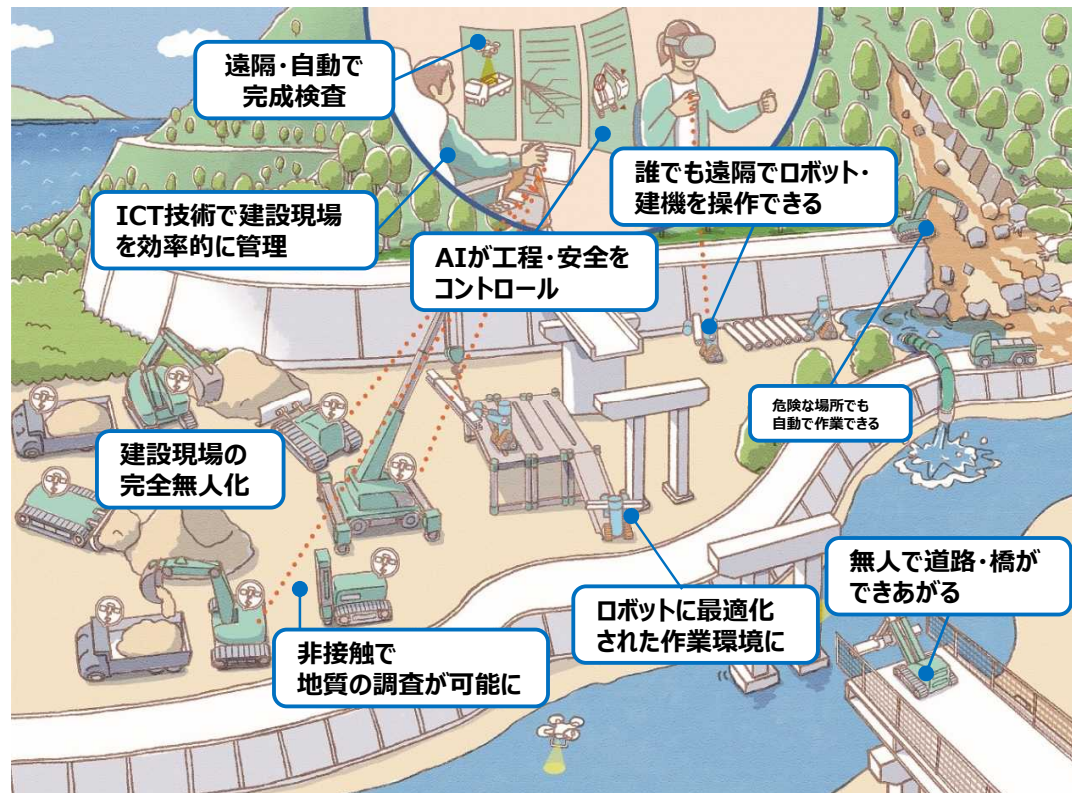 遠隔・自動で
完成検査
ICT技術で建設現場
を効率的に管理
AIが工程・安全を
コントロール
誰でも遠隔でロボット・
建機を操作できる
危険な場所でも
自動で作業できる
建設現場の
完全無人化
非接触で
地質の調査が可能に
ロボットに最適化
された作業環境に
無人で道路・橋が
できあがる